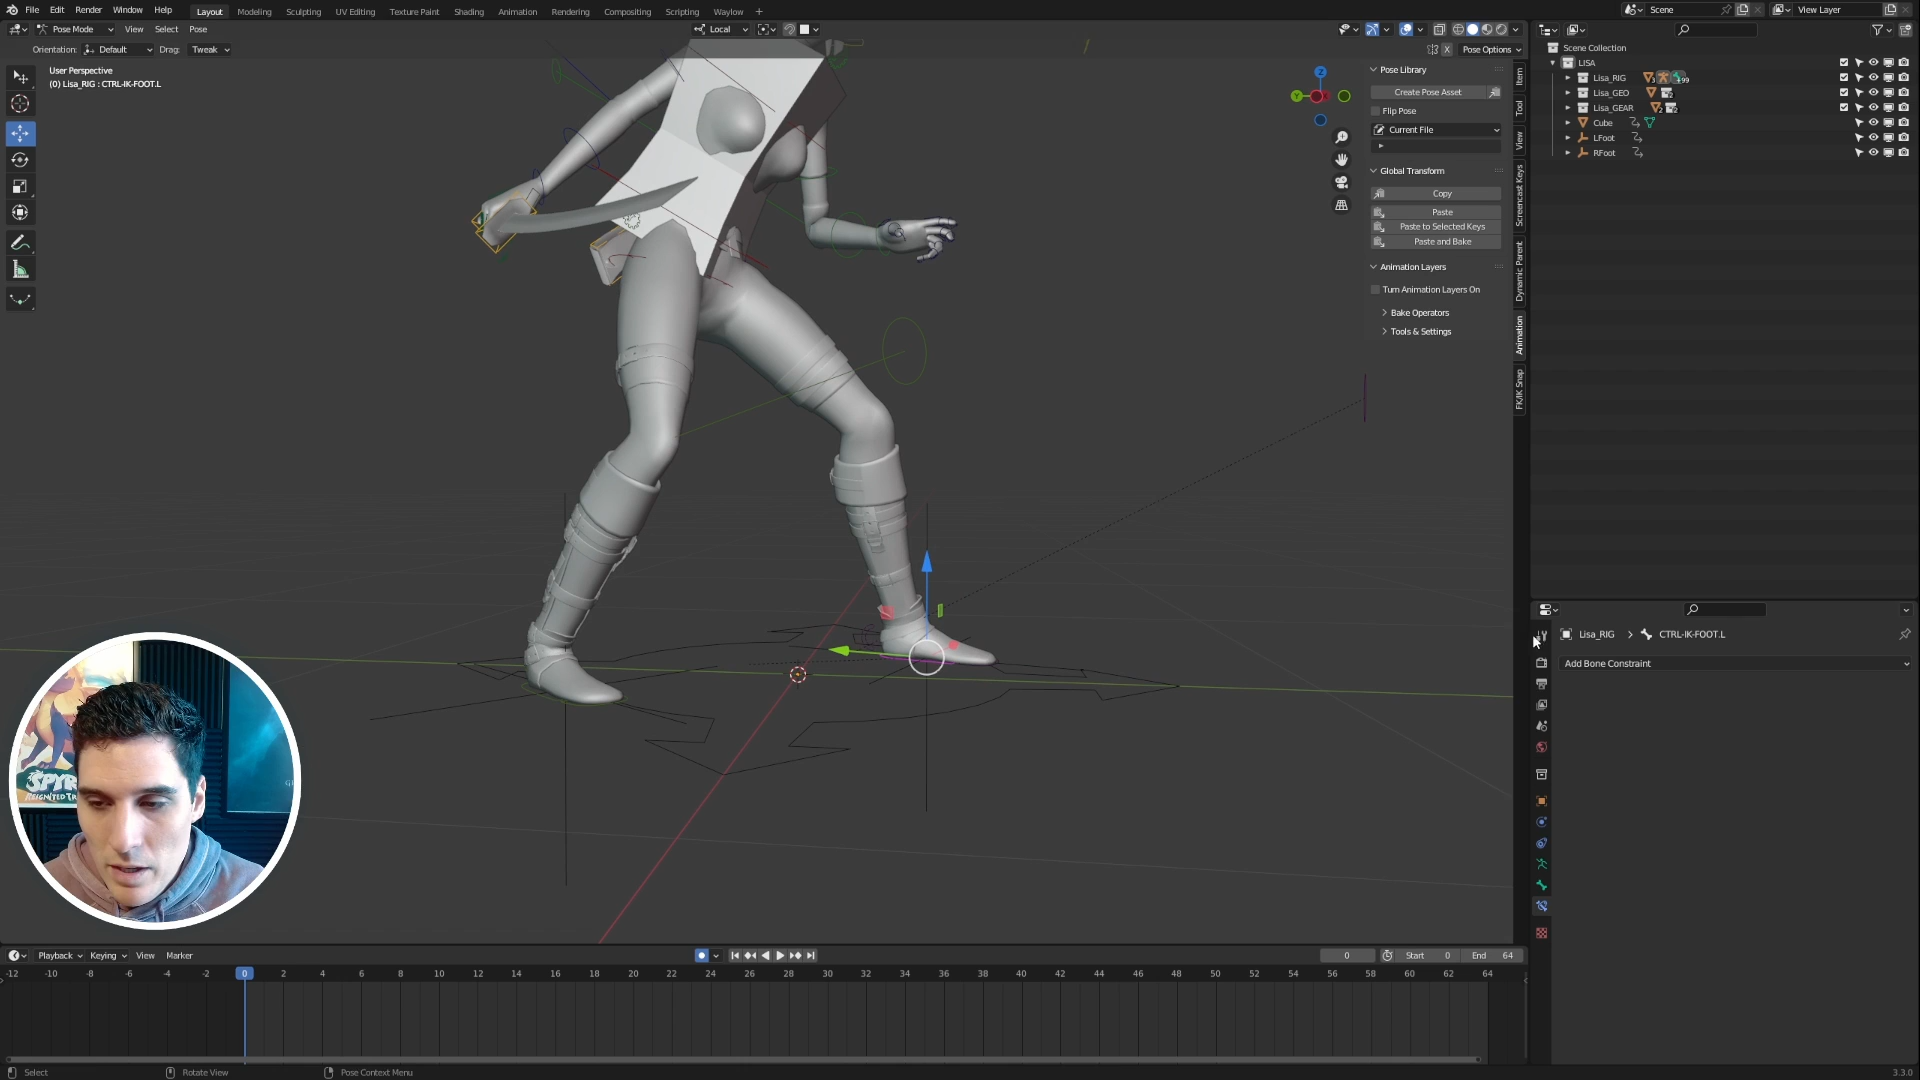 File Edit Render Window Help Layout Modeling Sculpting UV Editing Texture Paint Shading Animation Rendering Compositing Scripting Waylow + Scene View Layer
Pose Mode View Select Pose Local
Orientation: Default Drag: Tweak X Pose Options
User Perspective
(0) Lisa_RIG : CTRL-IK-FOOT.L
Z
Y
Pose Library
Create Pose Asset
Flip Pose
Current File
Global Transform
Copy
Paste
Paste to Selected Keys
Paste and Bake
Animation Layers
Turn Animation Layers On
Bake Operators
Tools & Settings
Item
Tool
View
Screencast Keys
Dynamic Parent
Animation
FK/IK Snap
Scene Collection
LISA
Lisa_RIG
Lisa_GEO
Lisa_GEAR
Cube
LFoot
RFoot
Lisa_RIG > CTRL-IK-FOOT.L
Add Bone Constraint
SPYR
REIGNITED TR
Playback Keying View Marker 0 Start 0 End 64
-12 -10 -8 -6 -4 -2 0 2 4 6 8 10 12 14 16 18 20 22 24 26 28 30 32 34 36 38 40 42 44 46 48 50 52 54 56 58 60 62 64
Select Rotate View Pose Context Menu 3.3.0